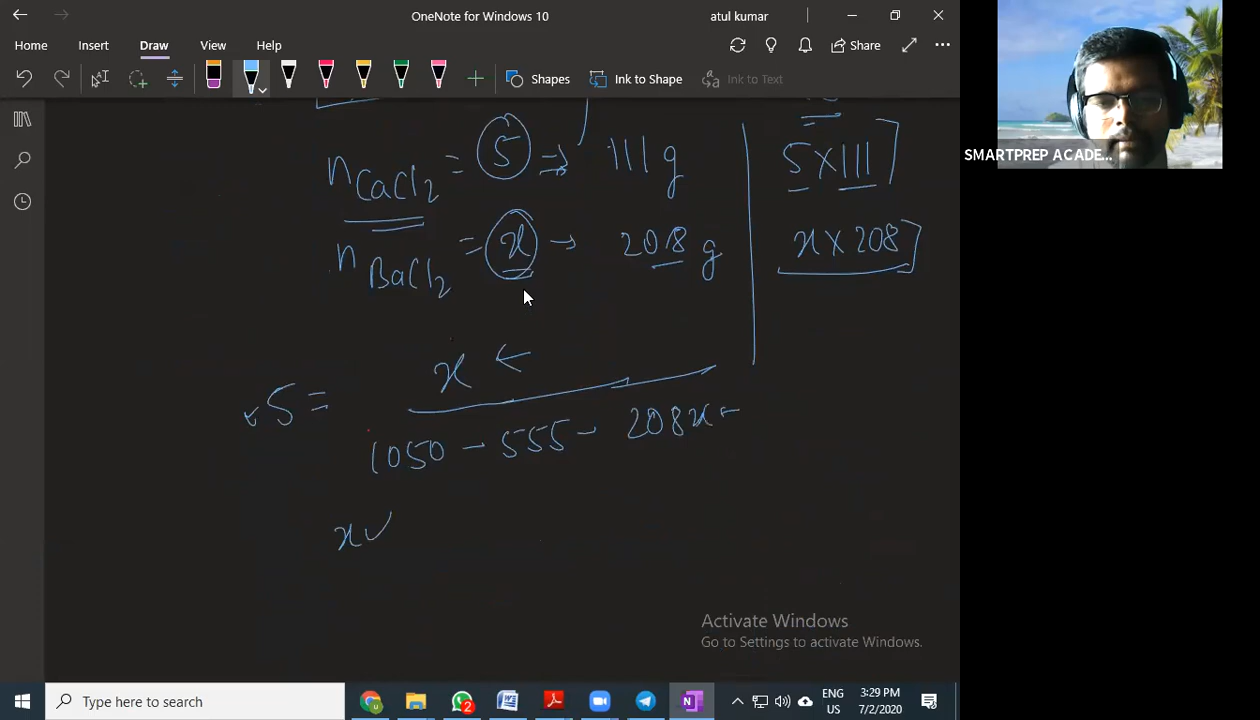 OneNote for Windows 10
atul kumar
Home Insert Draw View Help
Share
Shapes Ink to Shape Ink to Text
SMARTPREP ACADE...
n CaCl2 = 5 ⇒ 111 g
5 X 111
n BaCl2 = x → 208 g
x X 208
5 = x ←
1050 - 555 - 208x ←
x ✓
Activate Windows
Go to Settings to activate Windows.
Type here to search
2
ENG
US
3:29 PM
7/2/2020